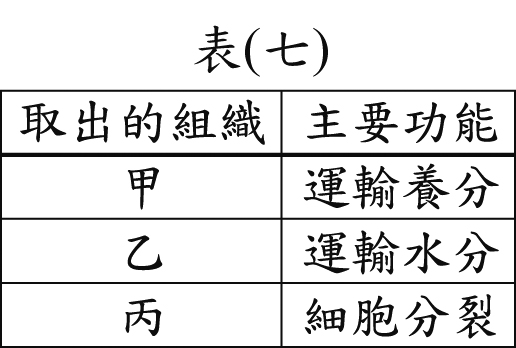 表(七)
取出的組織 主要功能
甲 運輸養分
乙 運輸水分
丙 細胞分裂